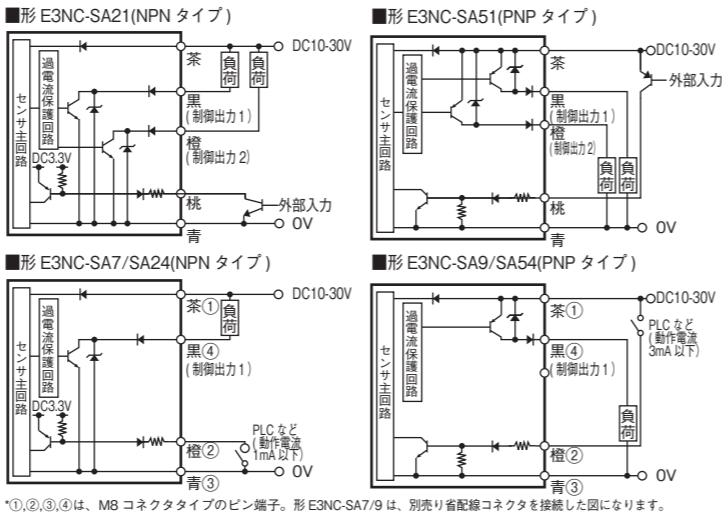 ■形 E3NC-SA21(NPN タイプ)
DC10-30V
茶
負荷
負荷
過電流保護回路
センサ主回路
黒
(制御出力1)
橙
(制御出力2)
DC3.3V
桃
外部入力
青
0V
■形 E3NC-SA51(PNP タイプ)
DC10-30V
茶
過電流保護回路
センサ主回路
外部入力
黒
(制御出力1)
橙
(制御出力2)
負荷
負荷
桃
青
0V
■形 E3NC-SA7/SA24(NPN タイプ)
DC10-30V
茶①
負荷
過電流保護回路
センサ主回路
黒④
(制御出力1)
DC3.3V
PLC など
(動作電流
1mA 以下)
橙②
青③
0V
■形 E3NC-SA9/SA54(PNP タイプ)
DC10-30V
茶①
過電流保護回路
センサ主回路
PLC など
(動作電流
3mA 以下)
黒④
(制御出力1)
負荷
橙②
青③
0V
*①,②,③,④は、M8 コネクタタイプのピン端子。形 E3NC-SA7/9 は、別売り省配線コネクタを接続した図になります。